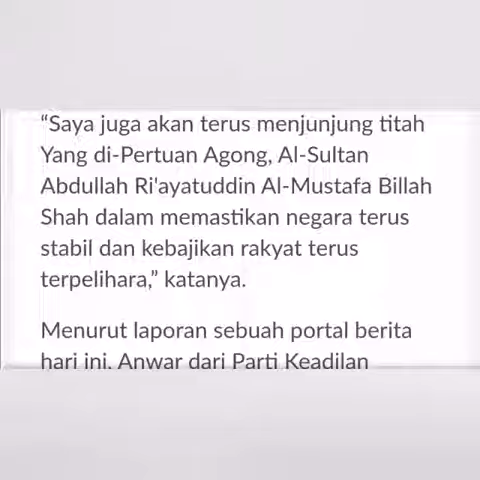 “Saya juga akan terus menjunjung titah
Yang di-Pertuan Agong, Al-Sultan
Abdullah Ri'ayatuddin Al-Mustafa Billah
Shah dalam memastikan negara terus
stabil dan kebajikan rakyat terus
terpelihara,” katanya.
Menurut laporan sebuah portal berita
hari ini, Anwar dari Parti Keadilan